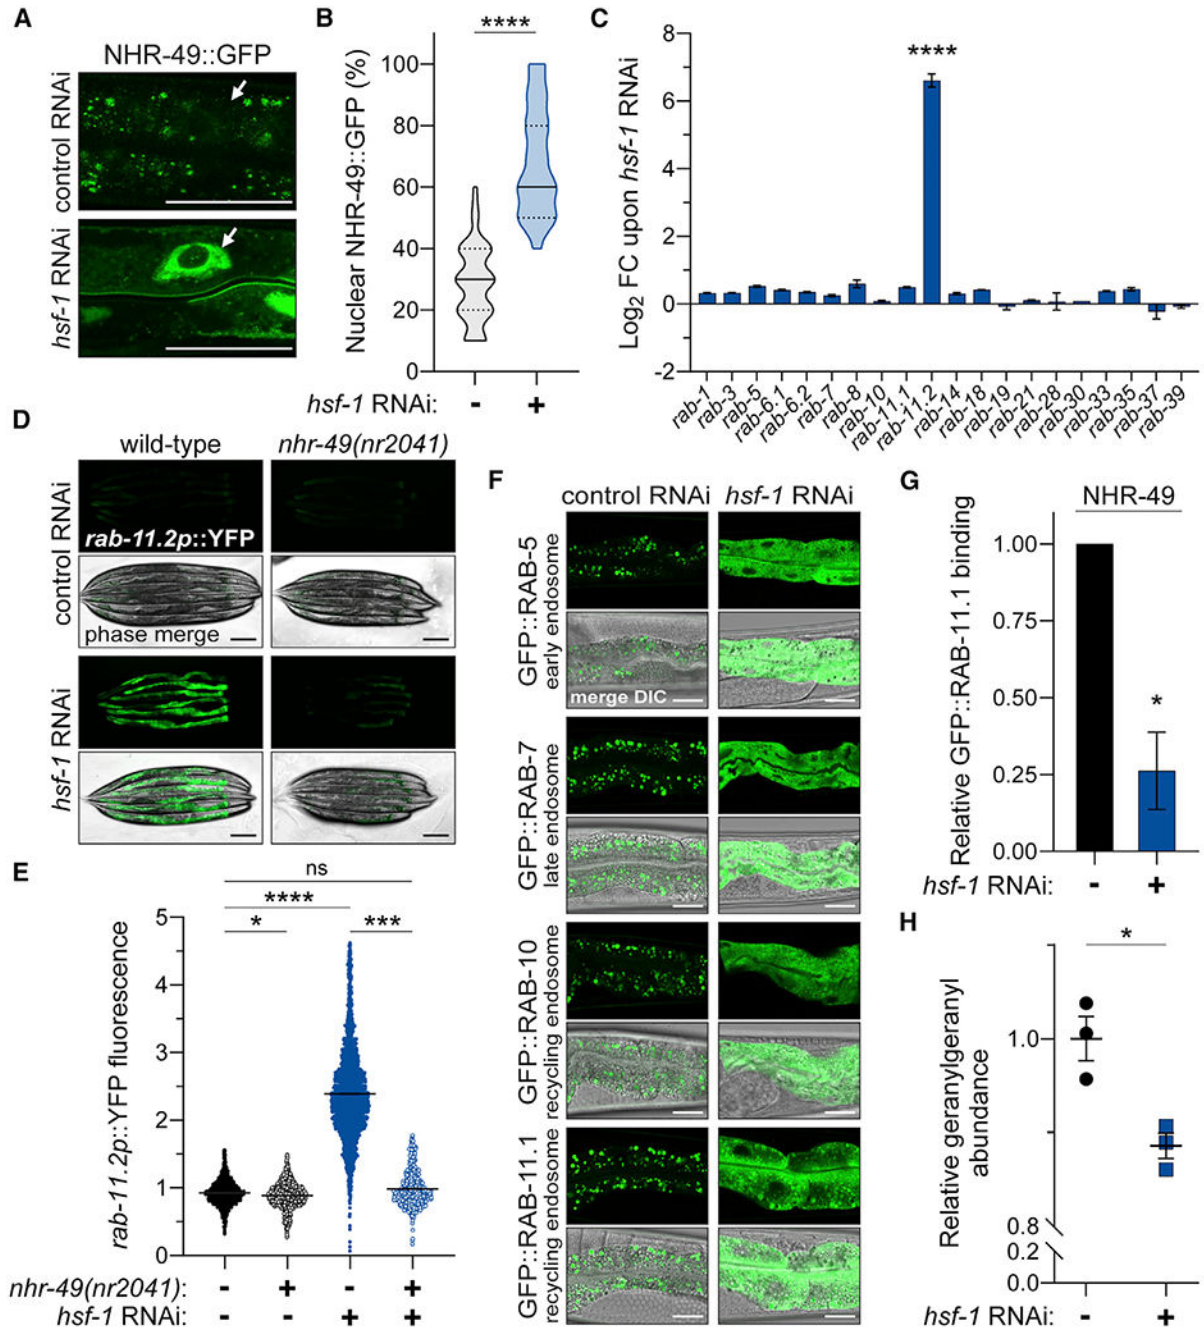 A
NHR-49::GFP
control RNAi
hsf-1 RNAi
B
****
Nuclear NHR-49::GFP (%)
100
80
60
40
20
0
hsf-1 RNAi: - +
C
****
Log2 FC upon hsf-1 RNAi
8
6
4
2
0
-2
rab-1
rab-3
rab-5
rab-6.1
rab-6.2
rab-7
rab-8
rab-10
rab-11.1
rab-11.2
rab-14
rab-18
rab-19
rab-21
rab-28
rab-30
rab-33
rab-35
rab-37
rab-39
D
wild-type nhr-49(nr2041)
control RNAi
rab-11.2p::YFP
phase merge
hsf-1 RNAi
E
ns
****
* ***
rab-11.2p::YFP fluorescence
5
4
3
2
1
0
nhr-49(nr2041): - + - +
hsf-1 RNAi: - - + +
F
control RNAi hsf-1 RNAi
GFP::RAB-5
early endosome
merge DIC
GFP::RAB-7
late endosome
GFP::RAB-10
recycling endosome
GFP::RAB-11.1
recycling endosome
G
NHR-49
Relative GFP::RAB-11.1 binding
1.00
0.75
0.50
0.25
0.00
*
hsf-1 RNAi: - +
H
*
Relative geranylgeranyl
abundance
1.0
0.8
0.2
0.0
hsf-1 RNAi: - +